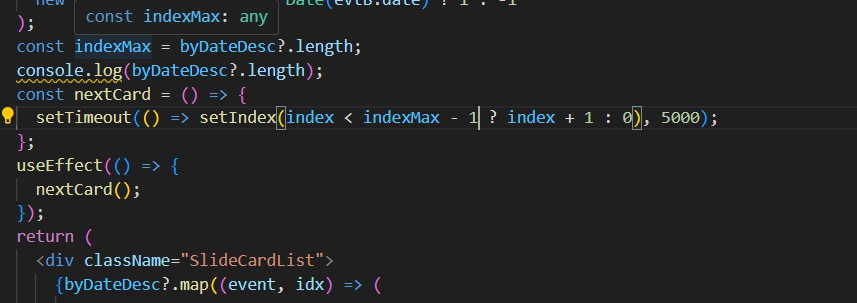 new Date(evtB.date) ? 1 : -1
const indexMax: any
);
const indexMax = byDateDesc?.length;
console.log(byDateDesc?.length);
const nextCard = () => {
setTimeout(() => setIndex(index < indexMax - 1 ? index + 1 : 0), 5000);
};
useEffect(() => {
nextCard();
});
return (
<div className="SlideCardList">
{byDateDesc?.map((event, idx) => (